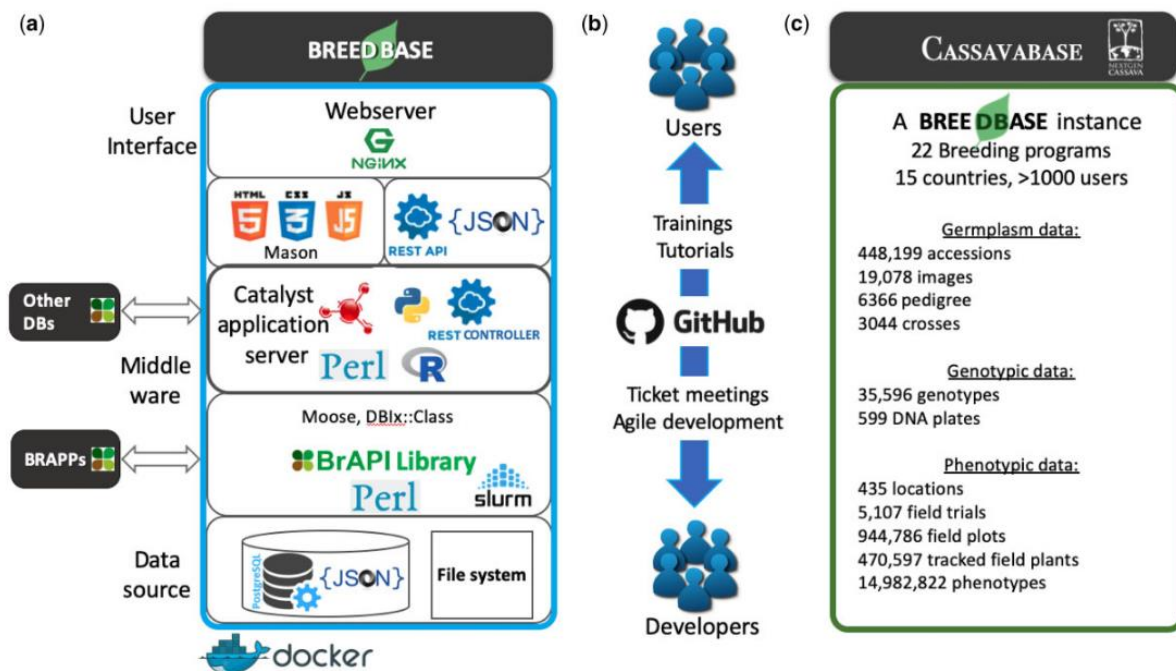 (a)
BREEDBASE
User
Interface
Webserver
NGINX
HTML
5
CSS
3
JS
JS
Mason
REST API
{JSON}
Other
DBs
Catalyst
application
server
REST CONTROLLER
Perl
R
Middle
ware
Moose, DBIx::Class
BRAPPs
BrAPI Library
Perl
slurm
Data
source
PostgreSQL
{JSON}
File system
docker
(b)
Users
Trainings
Tutorials
GitHub
Ticket meetings
Agile development
Developers
(c)
CASSAVABASE
NEXTGEN
CASSAVA
A BREEDBASE instance
22 Breeding programs
15 countries, >1000 users
Germplasm data:
448,199 accessions
19,078 images
6366 pedigree
3044 crosses
Genotypic data:
35,596 genotypes
599 DNA plates
Phenotypic data:
435 locations
5,107 field trials
944,786 field plots
470,597 tracked field plants
14,982,822 phenotypes